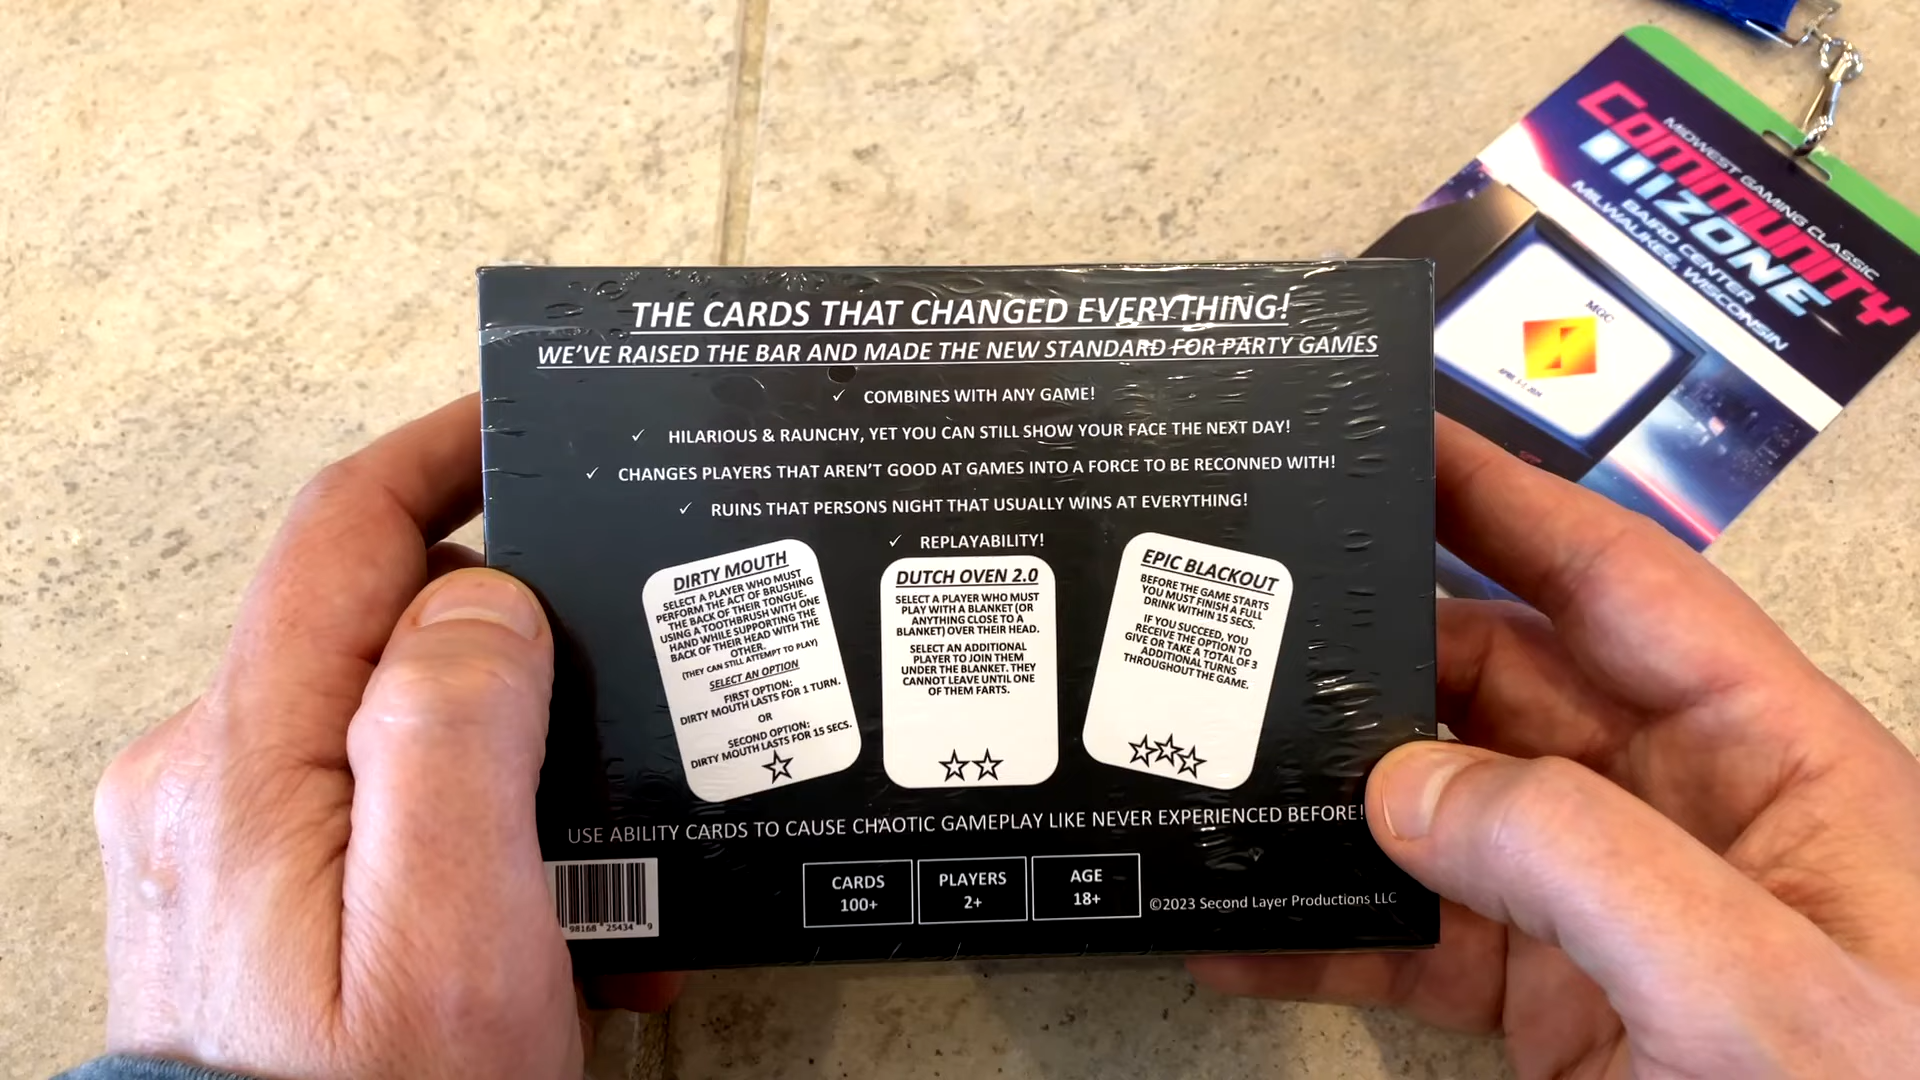 THE CARDS THAT CHANGED EVERYTHING!
WE'VE RAISED THE BAR AND MADE THE NEW STANDARD FOR PARTY GAMES
✓ COMBINES WITH ANY GAME!
✓ HILARIOUS & RAUNCHY, YET YOU CAN STILL SHOW YOUR FACE THE NEXT DAY!
✓ CHANGES PLAYERS THAT AREN'T GOOD AT GAMES INTO A FORCE TO BE RECONNED WITH!
✓ RUINS THAT PERSONS NIGHT THAT USUALLY WINS AT EVERYTHING!
✓ REPLAYABILITY!
DIRTY MOUTH
SELECT A PLAYER WHO MUST
PERFORM THE ACT OF BRUSHING
THE BACK OF THEIR TONGUE.
USING A TOOTHBRUSH WITH ONE
HAND WHILE SUPPORTING THE
BACK OF THEIR HEAD WITH THE
OTHER.
(THEY CAN STILL ATTEMPT TO PLAY)
SELECT AN OPTION
FIRST OPTION:
DIRTY MOUTH LASTS FOR 1 TURN.
OR
SECOND OPTION:
DIRTY MOUTH LASTS FOR 15 SECS.
DUTCH OVEN 2.0
SELECT A PLAYER WHO MUST
PLAY WITH A BLANKET (OR
ANYTHING CLOSE TO A
BLANKET) OVER THEIR HEAD.
SELECT AN ADDITIONAL
PLAYER TO JOIN THEM
UNDER THE BLANKET. THEY
CANNOT LEAVE UNTIL ONE
OF THEM FARTS.
EPIC BLACKOUT
BEFORE THE GAME STARTS
YOU MUST FINISH A FULL
DRINK WITHIN 15 SECS.
IF YOU SUCCEED, YOU
RECEIVE THE OPTION TO
GIVE OR TAKE A TOTAL OF 3
ADDITIONAL TURNS
THROUGHOUT THE GAME.
USE ABILITY CARDS TO CAUSE CHAOTIC GAMEPLAY LIKE NEVER EXPERIENCED BEFORE!
98168 25434 9
CARDS
100+
PLAYERS
2+
AGE
18+
©2023 Second Layer Productions LLC
MIDWEST GAMING CLASSIC
COMMUNITY
ZONE
BAIRD CENTER
MILWAUKEE, WISCONSIN
MGC